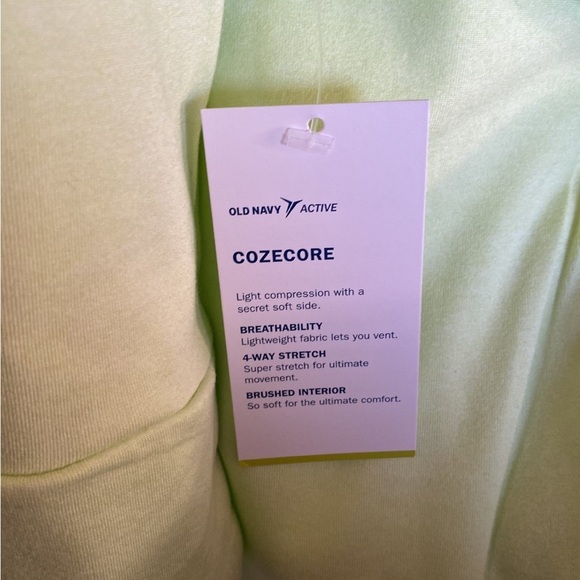 OLD NAVY ACTIVE
COZECORE
Light compression with a
secret soft side.
BREATHABILITY
Lightweight fabric lets you vent.
4-WAY STRETCH
Super stretch for ultimate
movement.
BRUSHED INTERIOR
So soft for the ultimate comfort.